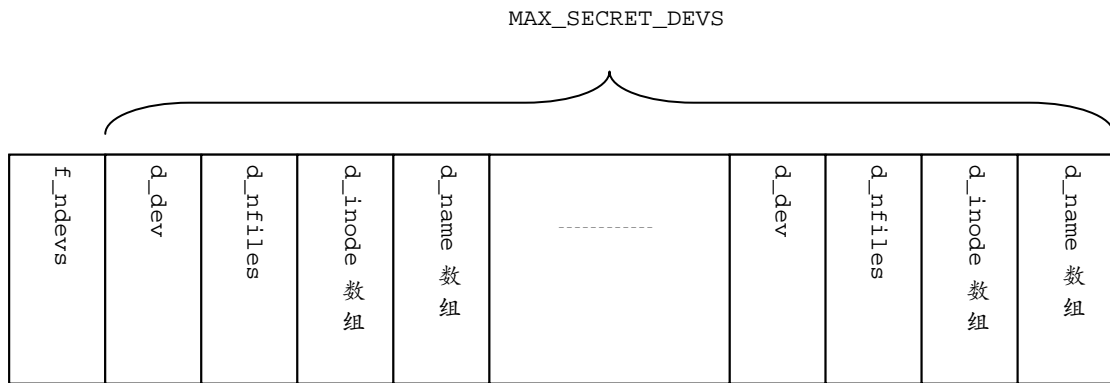 MAX_SECRET_DEVS
f_ndevs
d_dev
d_nfiles
d_inode 数组
d_name 数组
d_dev
d_nfiles
d_inode 数组
d_name 数组